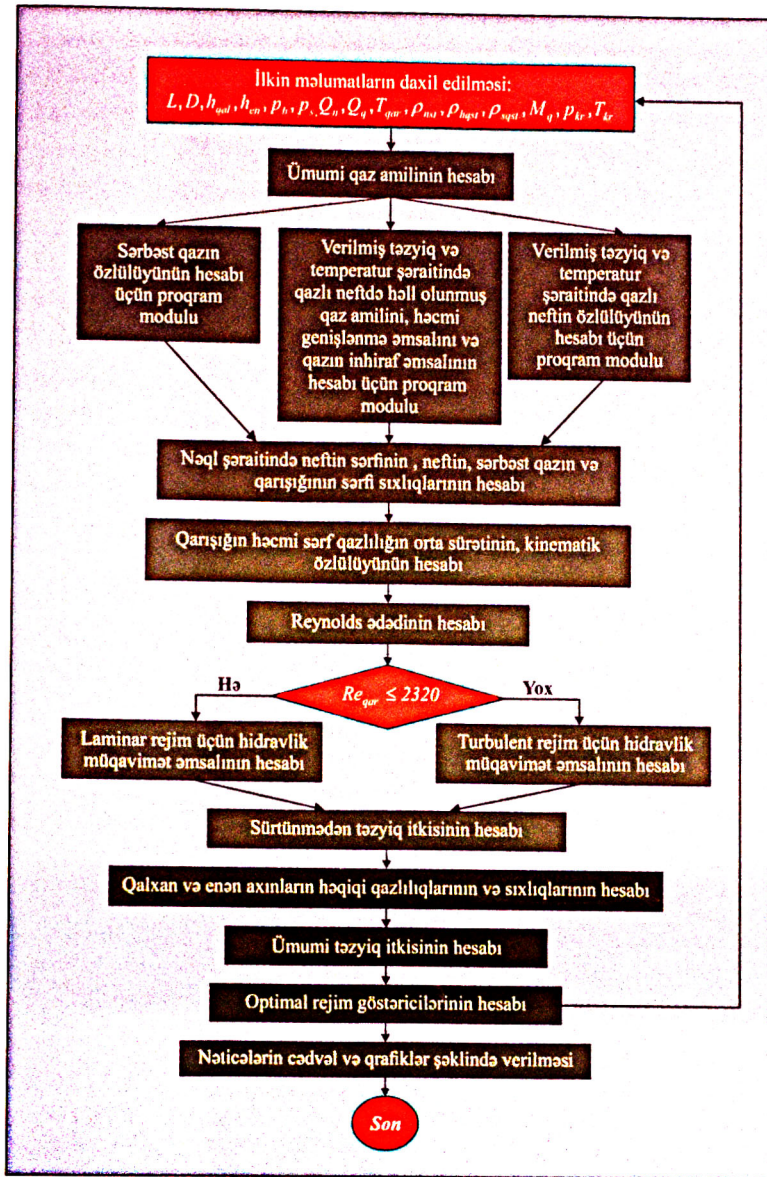 İlkin məlumatların daxil edilməsi:
L, D, h_qal, h_en, p_b, p_s, Q_n, Q_q, T_qar, ρ_nst, ρ_hqst, ρ_sqst, M_q, p_kr, T_kr
Ümumi qaz amilinin hesabı
Sərbəst qazın
özlülüyünün hesabı
üçün proqram
modulu
Verilmiş təzyiq və
temperatur şəraitində
qazlı neftdə həll olunmuş
qaz amilini, həcmi
genişlənmə əmsalını və
qazın inhiraf əmsalının
hesabı üçün proqram
modulu
Verilmiş təzyiq və
temperatur
şəraitində qazlı
neftin özlülüyünün
hesabı üçün
proqram modulu
Nəql şəraitində neftin sərfinin , neftin, sərbəst qazın və
qarışığının sərfi sıxlıqlarının hesabı
Qarışığın həcmi sərf qazlılığın orta sürətinin, kinematik
özlülüyünün hesabı
Reynolds ədədinin hesabı
Hə
Re_qar ≤ 2320
Yox
Laminar rejim üçün hidravlik
müqavimət əmsalının hesabı
Turbulent rejim üçün hidravlik
müqavimət əmsalının hesabı
Sürtünmədən təzyiq itkisinin hesabı
Qalxan və enən axınların həqiqi qazlılıqlarının və sıxlıqlarının hesabı
Ümumi təzyiq itkisinin hesabı
Optimal rejim göstəricilərinin hesabı
Nəticələrin cədvəl və qrafiklər şəklində verilməsi
Son